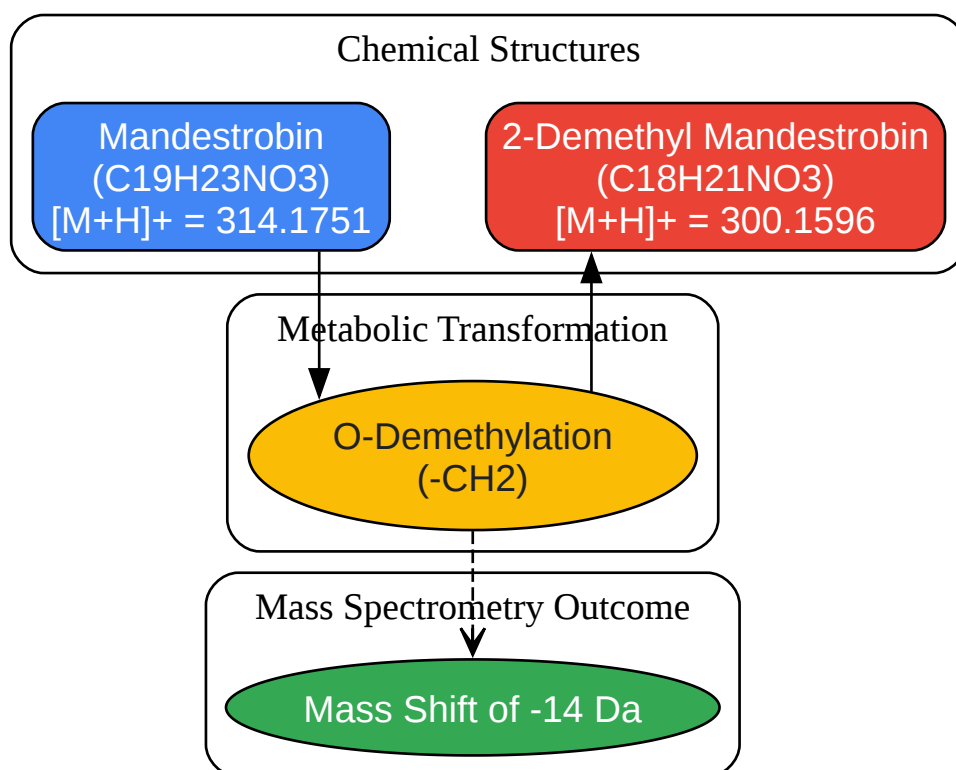 Chemical Structures
Mandestrobin
(C19H23NO3)
[M+H]+ = 314.1751
2-Demethyl Mandestrobin
(C18H21NO3)
[M+H]+ = 300.1596
Metabolic Transformation
O-Demethylation
(-CH2)
Mass Spectrometry Outcome
Mass Shift of -14 Da